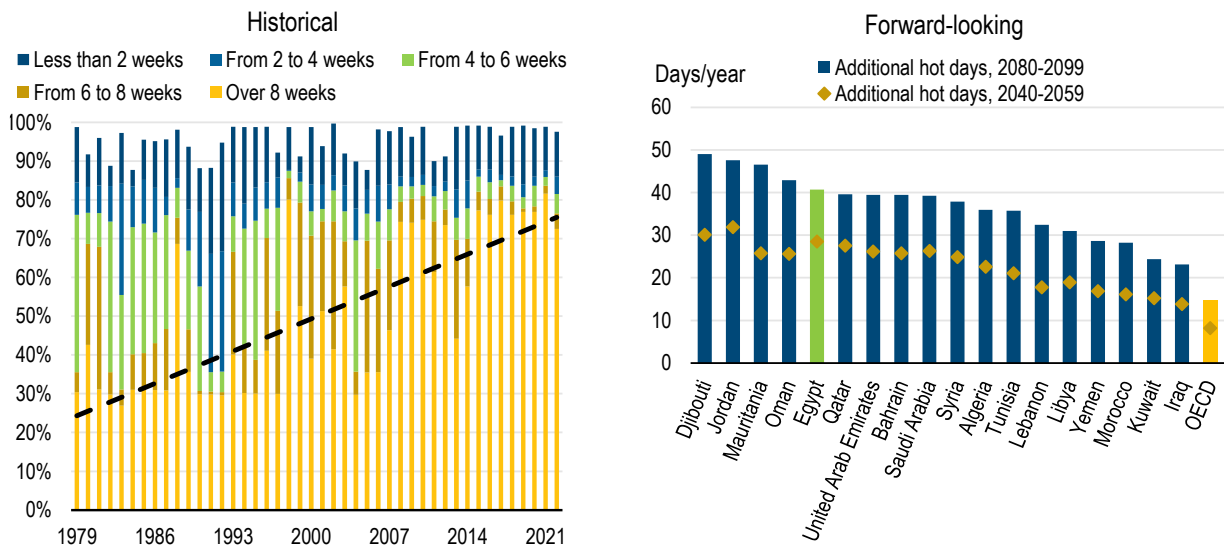 Historical
Less than 2 weeks From 2 to 4 weeks From 4 to 6 weeks
From 6 to 8 weeks Over 8 weeks
100%
90%
80%
70%
60%
50%
40%
30%
20%
10%
0%
1979 1986 1993 2000 2007 2014 2021
Forward-looking
Days/year
Additional hot days, 2080-2099
Additional hot days, 2040-2059
60
50
40
30
20
10
0
Djibouti
Jordan
Mauritania
Oman
Egypt
Qatar
United Arab Emirates
Bahrain
Saudi Arabia
Syria
Algeria
Tunisia
Lebanon
Libya
Yemen
Morocco
Kuwait
Iraq
OECD